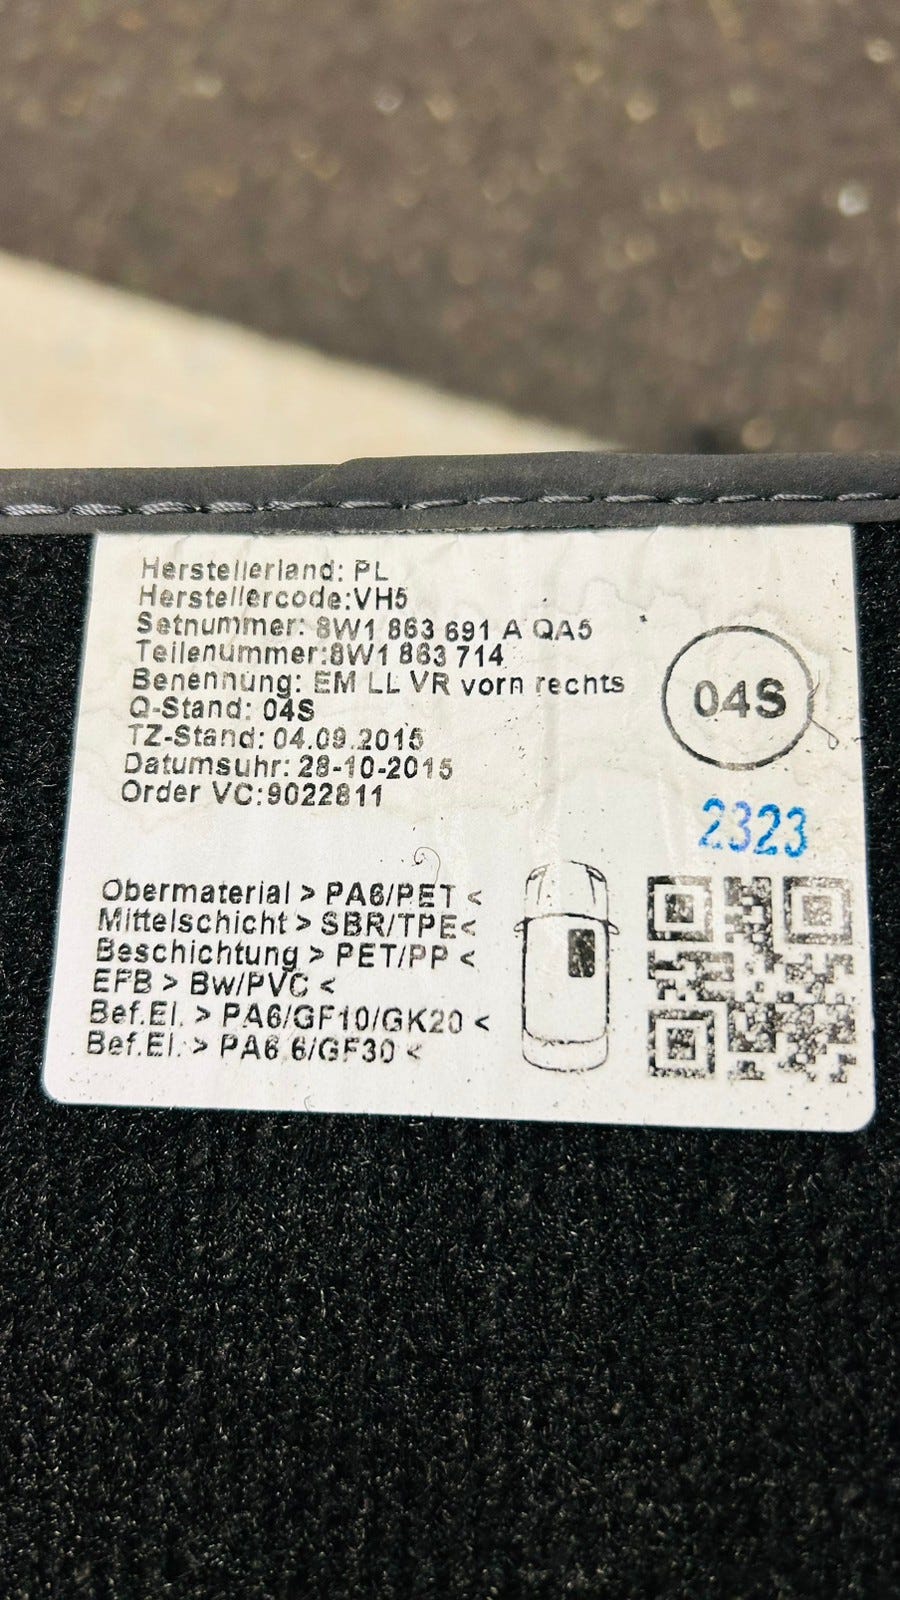 Herstellerland: PL
Herstellercode:VH5
Setnummer: 8W1 863 691 A QA5
Teilenummer:8W1 863 714
Benennung: EM LL VR vorn rechts
Q-Stand: 04S
TZ-Stand: 04.09.2015
Datumsuhr: 28-10-2015
Order VC:9022811
04S
2323
Obermaterial > PA6/PET <
Mittelschicht > SBR/TPE<
Beschichtung > PET/PP <
EFB > Bw/PVC <
Bef.El. > PA6/GF10/GK20 <
Bef.El. > PA6.6/GF30 <